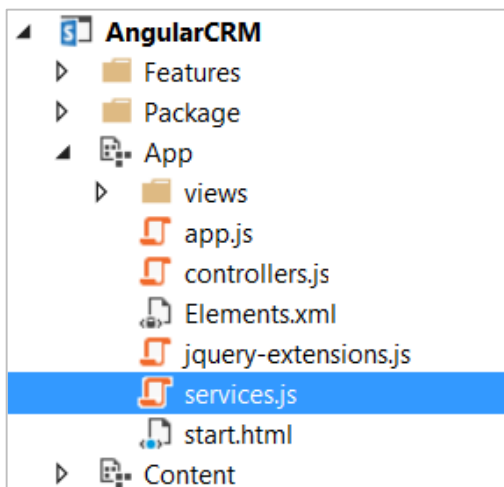 AngularCRM
Features
Package
App
views
app.js
controllers.js
Elements.xml
jquery-extensions.js
services.js
start.html
Content